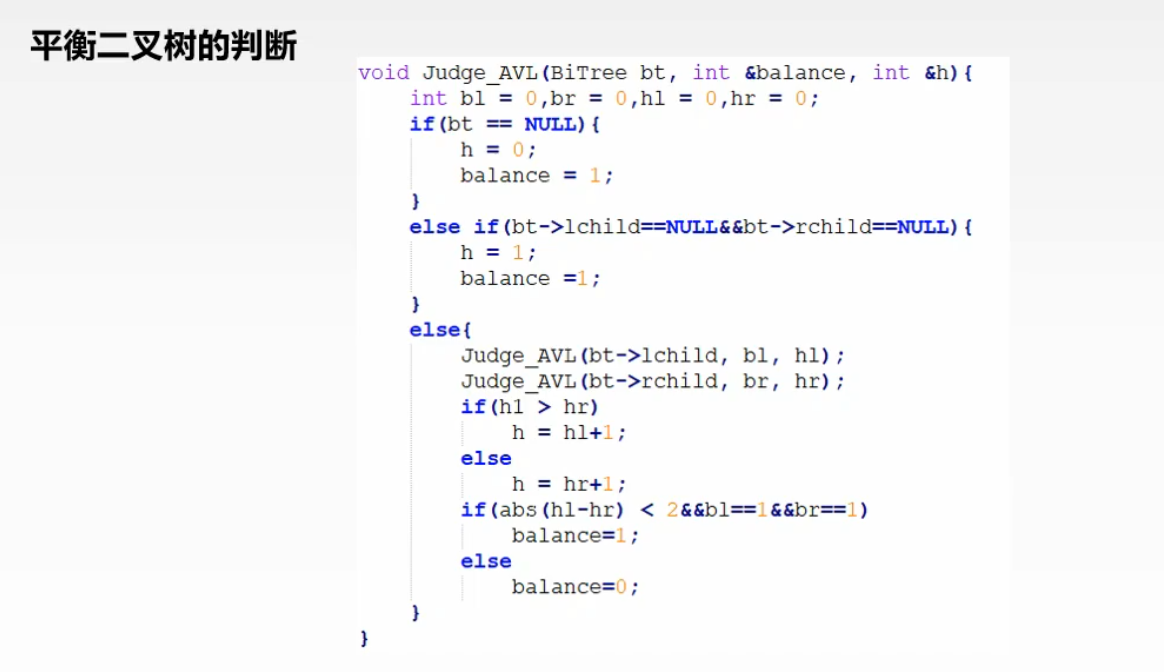 平衡二叉树的判断
void Judge_AVL(BiTree bt, int &balance, int &h){
    int bl = 0,br = 0,hl = 0,hr = 0;
    if(bt == NULL){
        h = 0;
        balance = 1;
    }
    else if(bt->lchild==NULL&&bt->rchild==NULL){
        h = 1;
        balance =1;
    }
    else{
        Judge_AVL(bt->lchild, bl, hl);
        Judge_AVL(bt->rchild, br, hr);
        if(hl > hr)
            h = hl+1;
        else
            h = hr+1;
        if(abs(hl-hr) < 2&&bl==1&&br==1)
            balance=1;
        else
            balance=0;
    }
}